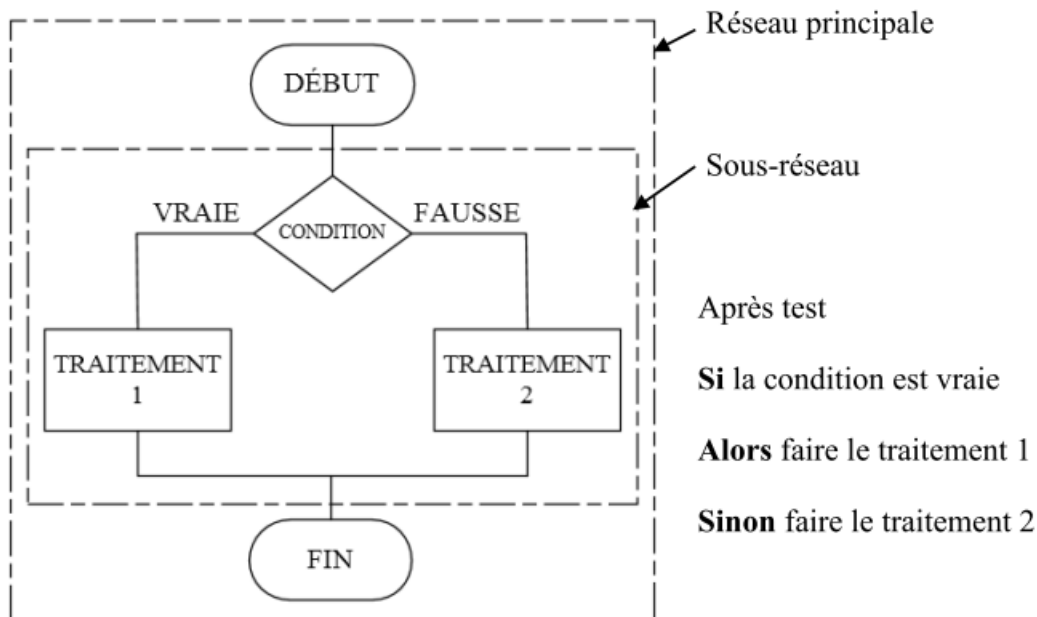 Réseau principale
DÉBUT
Sous-réseau
VRAIE
FAUSSE
CONDITION
TRAITEMENT
1
TRAITEMENT
2
FIN
Après test
Si la condition est vraie
Alors faire le traitement 1
Sinon faire le traitement 2